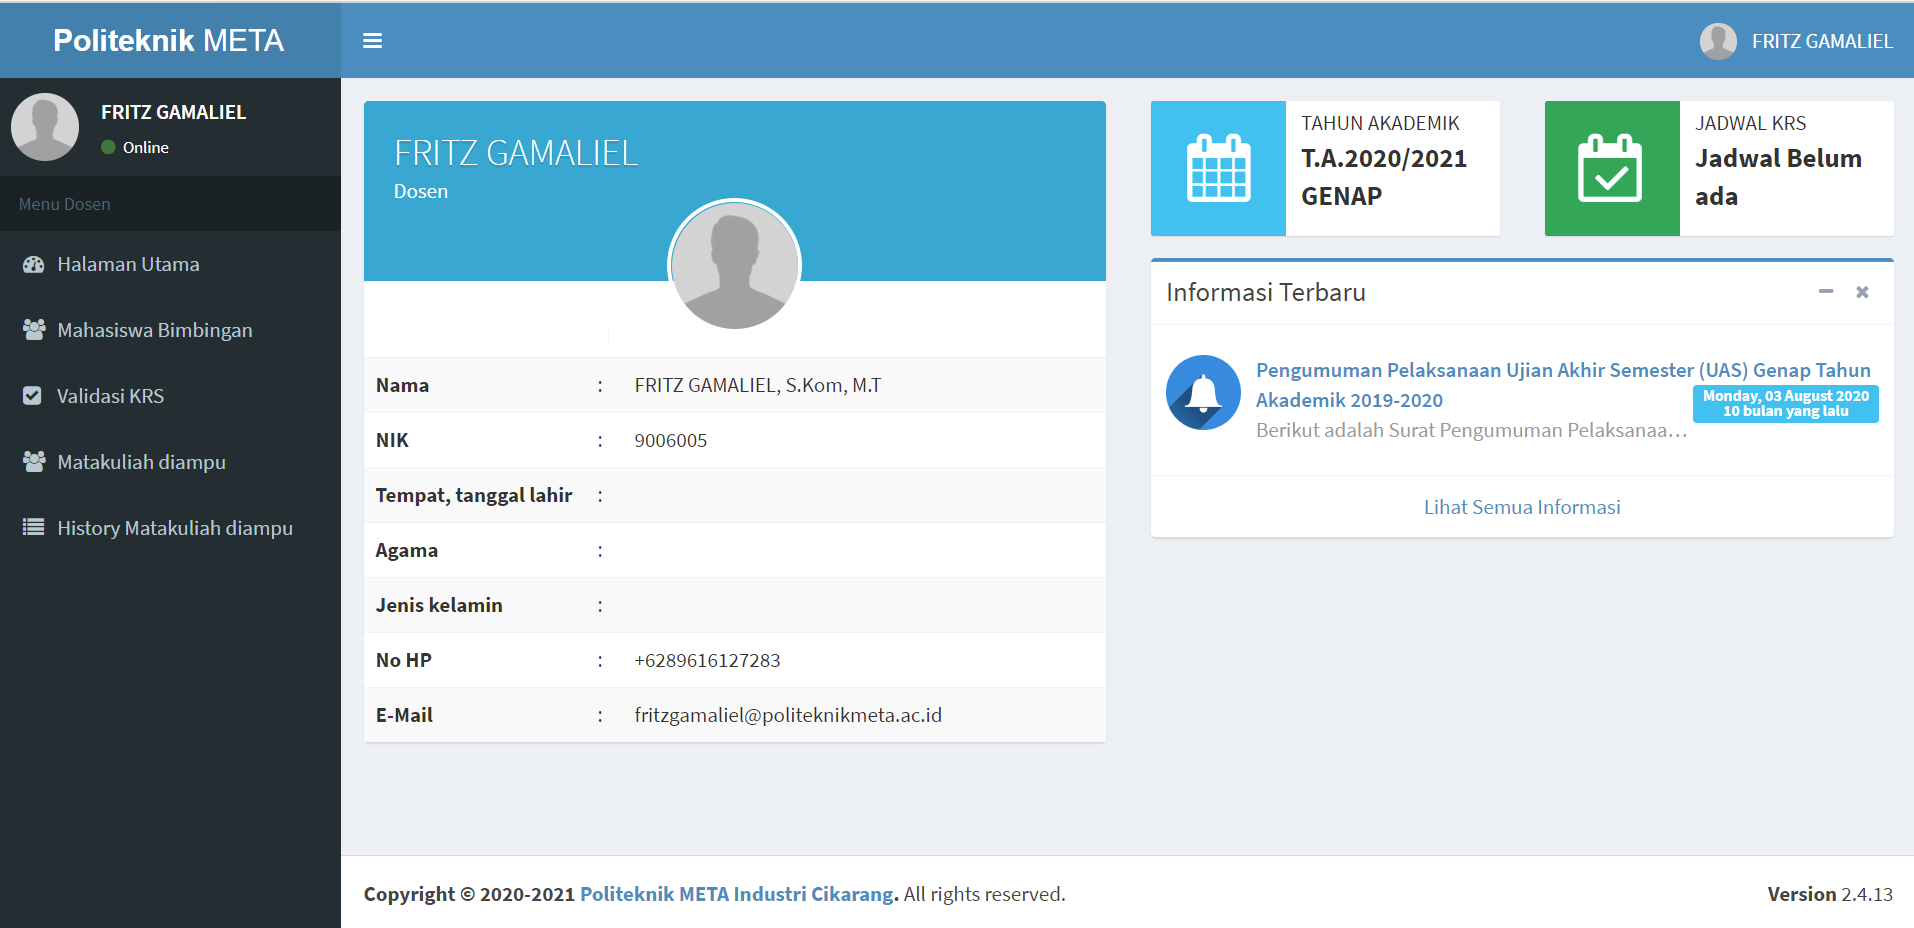 Politeknik META
FRITZ GAMALIEL
FRITZ GAMALIEL
Online
Menu Dosen
Halaman Utama
Mahasiswa Bimbingan
Validasi KRS
Matakuliah diampu
History Matakuliah diampu
FRITZ GAMALIEL
Dosen
Nama : FRITZ GAMALIEL, S.Kom, M.T
NIK : 9006005
Tempat, tanggal lahir :
Agama :
Jenis kelamin :
No HP : +6289616127283
E-Mail : fritzgamaliel@politeknikmeta.ac.id
TAHUN AKADEMIK
T.A.2020/2021
GENAP
JADWAL KRS
Jadwal Belum
ada
Informasi Terbaru
Pengumuman Pelaksanaan Ujian Akhir Semester (UAS) Genap Tahun
Akademik 2019-2020
Monday, 03 August 2020
10 bulan yang lalu
Berikut adalah Surat Pengumuman Pelaksanaa...
Lihat Semua Informasi
Copyright © 2020-2021 Politeknik META Industri Cikarang. All rights reserved.
Version 2.4.13